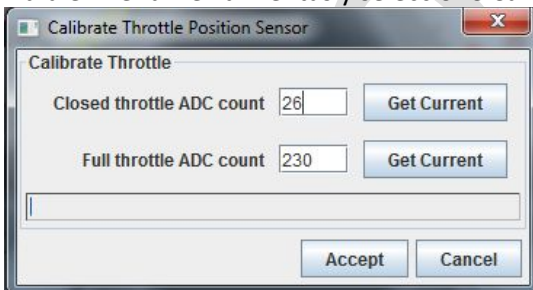 Calibrate Throttle Position Sensor
Calibrate Throttle
Closed throttle ADC count 26 Get Current
Full throttle ADC count 230 Get Current
Accept Cancel